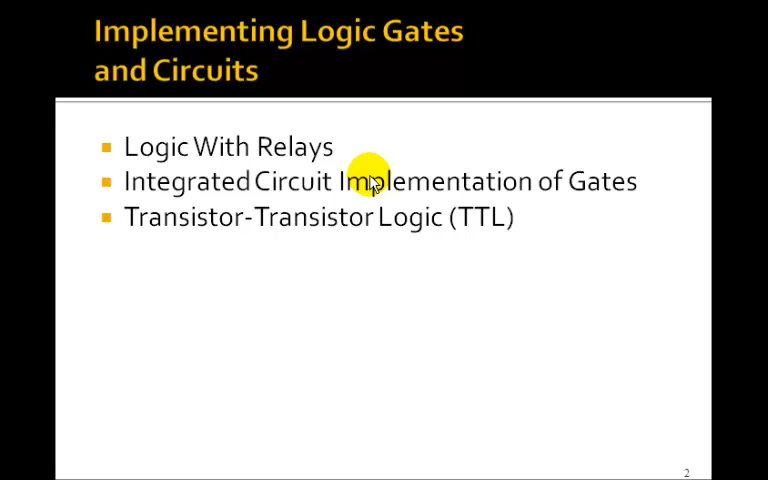 Implementing Logic Gates
and Circuits
Logic With Relays
Integrated Circuit Implementation of Gates
Transistor-Transistor Logic (TTL)
2